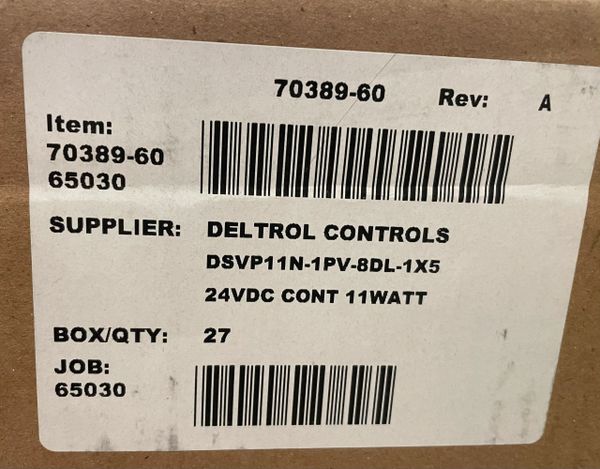 70389-60 Rev: A
Item:
70389-60
65030
SUPPLIER: DELTROL CONTROLS
DSVP11N-1PV-8DL-1X5
24VDC CONT 11WATT
BOX/QTY: 27
JOB:
65030